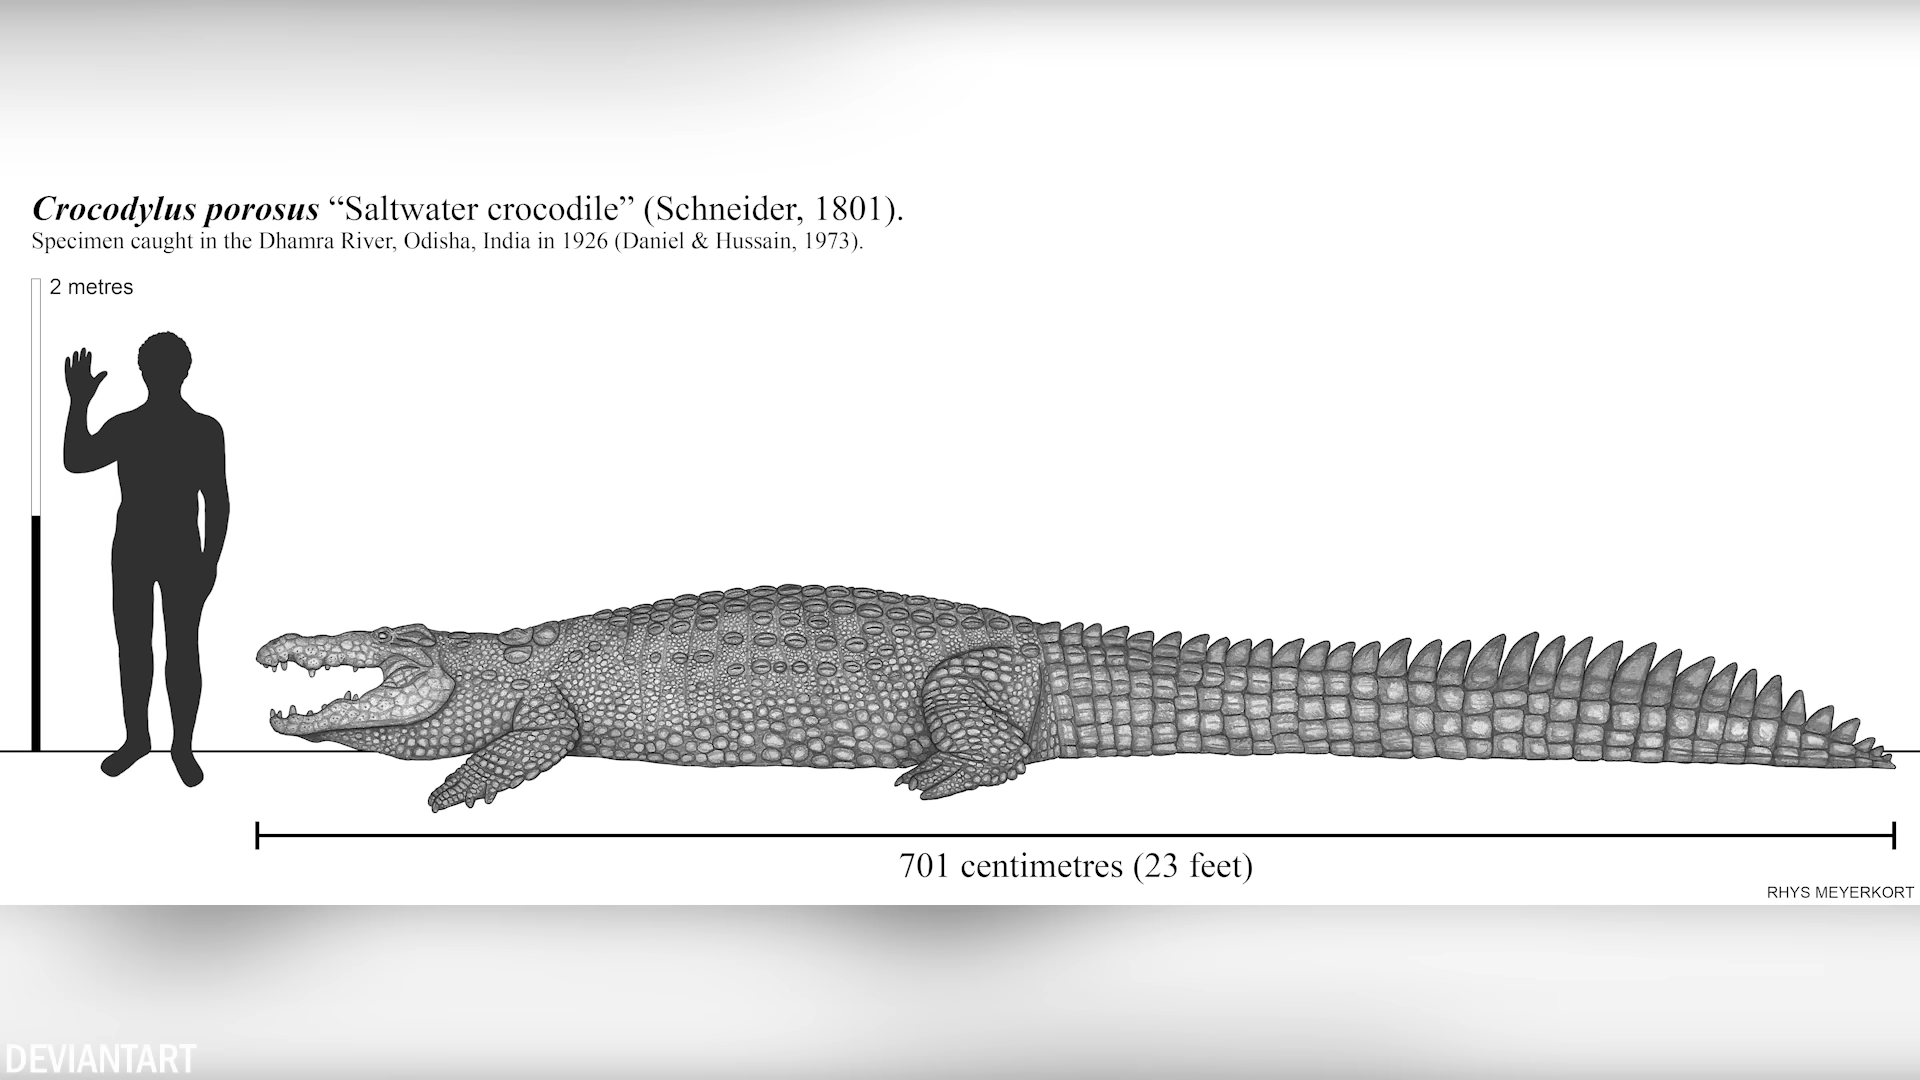 Crocodylus porosus “Saltwater crocodile” (Schneider, 1801).
Specimen caught in the Dhamra River, Odisha, India in 1926 (Daniel & Hussain, 1973).
2 metres
701 centimetres (23 feet)
RHYS MEYERKORT
DEVIANTART